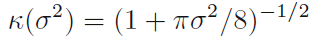 κ(σ²) = (1 + πσ²/8)⁻¹/²